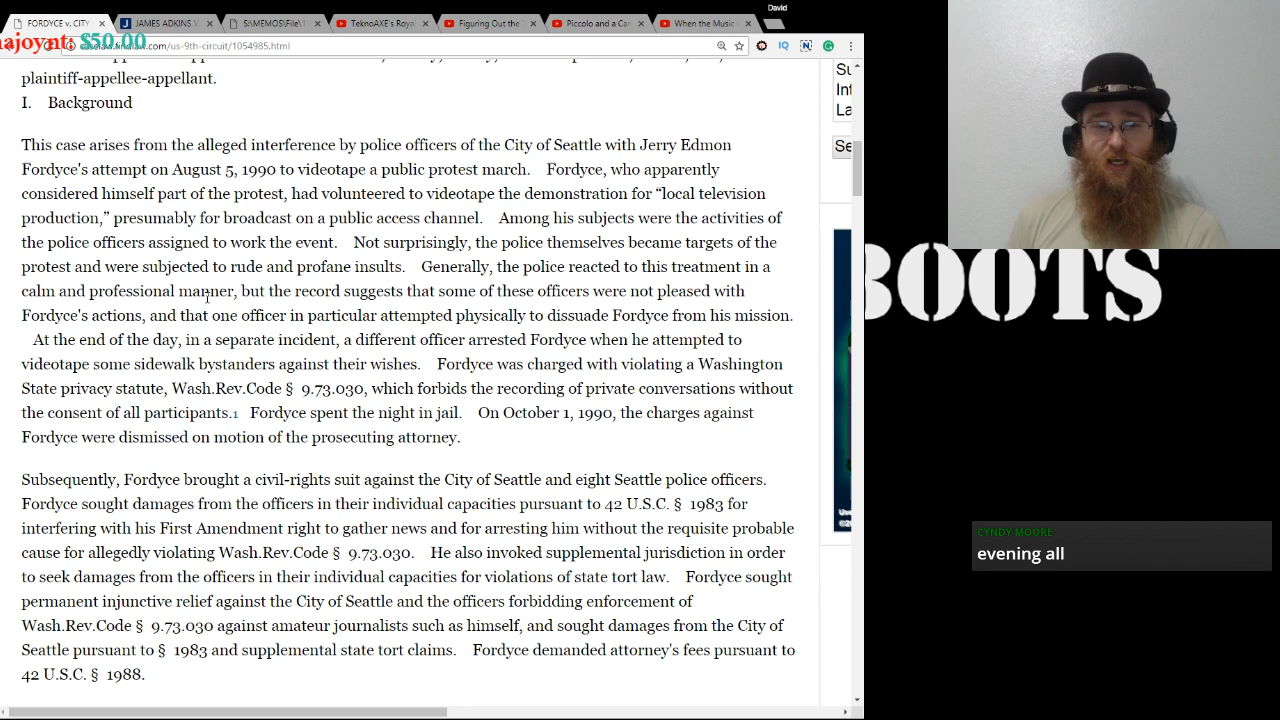 David
FORDYCE v. CITY
JAMES ADKINS V
S:\MEMOS\File\1
TeknoAXE's Royal
Figuring Out the
Piccolo and a Car
When the Music
majoynt: $50.00
caselaw.findlaw.com/us-9th-circuit/1054985.html
plaintiff-appellee-appellant.
I. Background
This case arises from the alleged interference by police officers of the City of Seattle with Jerry Edmon
Fordyce's attempt on August 5, 1990 to videotape a public protest march. Fordyce, who apparently
considered himself part of the protest, had volunteered to videotape the demonstration for “local television
production,” presumably for broadcast on a public access channel. Among his subjects were the activities of
the police officers assigned to work the event. Not surprisingly, the police themselves became targets of the
protest and were subjected to rude and profane insults. Generally, the police reacted to this treatment in a
calm and professional manner, but the record suggests that some of these officers were not pleased with
Fordyce's actions, and that one officer in particular attempted physically to dissuade Fordyce from his mission.
At the end of the day, in a separate incident, a different officer arrested Fordyce when he attempted to
videotape some sidewalk bystanders against their wishes. Fordyce was charged with violating a Washington
State privacy statute, Wash.Rev.Code § 9.73.030, which forbids the recording of private conversations without
the consent of all participants.1 Fordyce spent the night in jail. On October 1, 1990, the charges against
Fordyce were dismissed on motion of the prosecuting attorney.
Subsequently, Fordyce brought a civil-rights suit against the City of Seattle and eight Seattle police officers.
Fordyce sought damages from the officers in their individual capacities pursuant to 42 U.S.C. § 1983 for
interfering with his First Amendment right to gather news and for arresting him without the requisite probable
cause for allegedly violating Wash.Rev.Code § 9.73.030. He also invoked supplemental jurisdiction in order
to seek damages from the officers in their individual capacities for violations of state tort law. Fordyce sought
permanent injunctive relief against the City of Seattle and the officers forbidding enforcement of
Wash.Rev.Code § 9.73.030 against amateur journalists such as himself, and sought damages from the City of
Seattle pursuant to § 1983 and supplemental state tort claims. Fordyce demanded attorney's fees pursuant to
42 U.S.C. § 1988.
Su
Int
La
Se
BOOTS
CYNDY MOORE
evening all